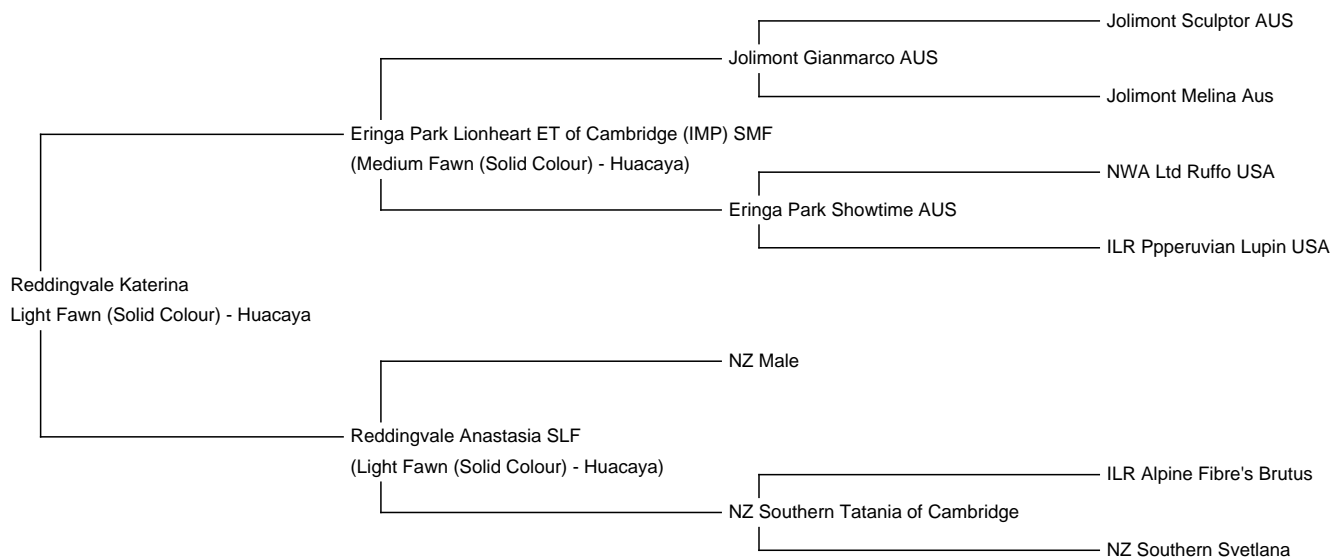 Jolimont Sculptor AUS
Jolimont Gianmarco AUS
Jolimont Melina Aus
Eringa Park Lionheart ET of Cambridge (IMP) SMF
(Medium Fawn (Solid Colour) - Huacaya)
NWA Ltd Ruffo USA
Eringa Park Showtime AUS
ILR Ppperuvian Lupin USA
Reddingvale Katerina
Light Fawn (Solid Colour) - Huacaya
NZ Male
Reddingvale Anastasia SLF
(Light Fawn (Solid Colour) - Huacaya)
ILR Alpine Fibre's Brutus
NZ Southern Tatania of Cambridge
NZ Southern Svetlana